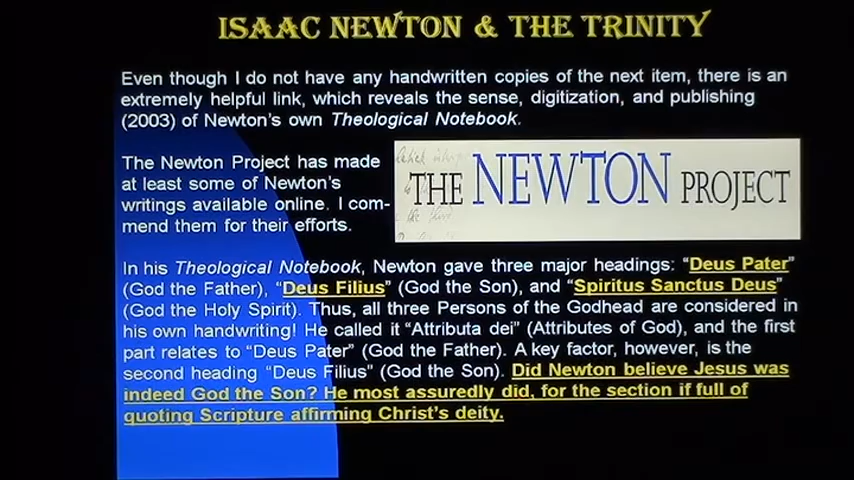 ISAAC NEWTON & THE TRINITY
Even though I do not have any handwritten copies of the next item, there is an
extremely helpful link, which reveals the sense, digitization, and publishing
(2003) of Newton's own Theological Notebook.
The Newton Project has made
at least some of Newton's
writings available online. I com-
mend them for their efforts.
THE NEWTON PROJECT
In his Theological Notebook, Newton gave three major headings: "Deus Pater"
(God the Father), "Deus Filius" (God the Son), and "Spiritus Sanctus Deus"
(God the Holy Spirit). Thus, all three Persons of the Godhead are considered in
his own handwriting! He called it "Attributa dei" (Attributes of God), and the first
part relates to "Deus Pater" (God the Father). A key factor, however, is the
second heading "Deus Filius" (God the Son). Did Newton believe Jesus was
indeed God the Son? He most assuredly did, for the section if full of
quoting Scripture affirming Christ's deity.